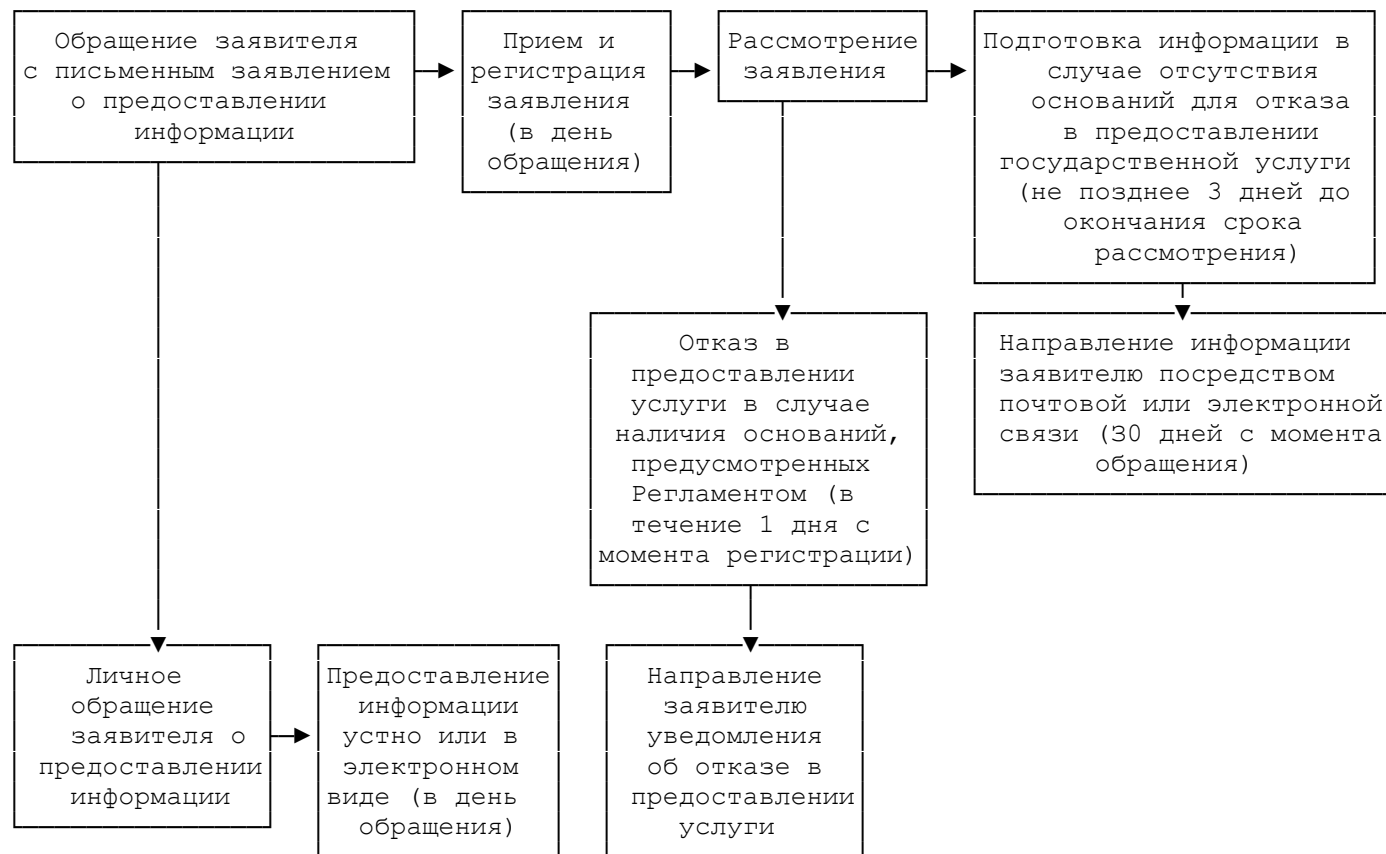 Обращение заявителя
с письменным заявлением
о предоставлении
информации
Прием и
регистрация
заявления
(в день
обращения)
Рассмотрение
заявления
Подготовка информации в
случае отсутствия
оснований для отказа
в предоставлении
государственной услуги
(не позднее 3 дней до
окончания срока
рассмотрения)
Отказ в
предоставлении
услуги в случае
наличия оснований,
предусмотренных
Регламентом (в
течение 1 дня с
момента регистрации)
Направление информации
заявителю посредством
почтовой или электронной
связи (30 дней с момента
обращения)
Личное
обращение
заявителя о
предоставлении
информации
Предоставление
информации
устно или в
электронном
виде (в день
обращения)
Направление
заявителю
уведомления
об отказе в
предоставлении
услуги